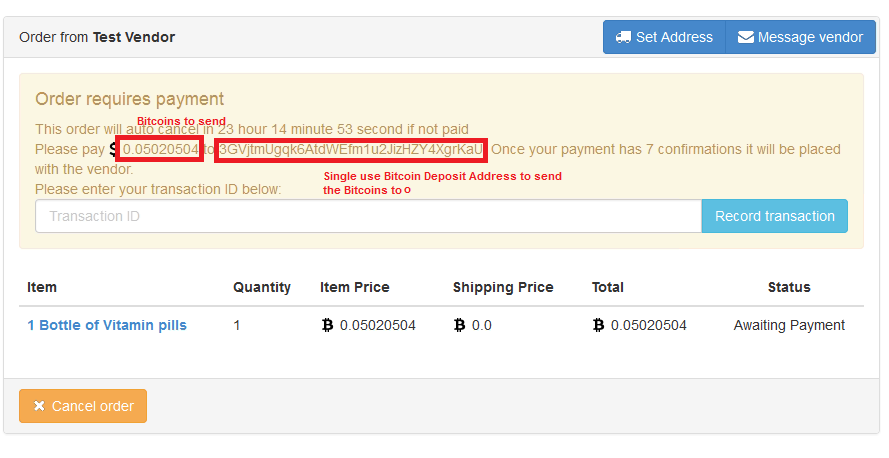 Order from Test Vendor
Set Address
Message vendor
Order requires payment
Bitcoins to send
This order will auto cancel in 23 hour 14 minute 53 second if not paid
Please pay 0.05020504 to 3GVjtmUgqk6AtdWEfm1u2JizHZY4XgrKaU. Once your payment has 7 confirmations it will be placed
with the vendor.
Single use Bitcoin Deposit Address to send
the Bitcoins to o
Please enter your transaction ID below:
Transaction ID
Record transaction
Item Quantity Item Price Shipping Price Total Status
1 Bottle of Vitamin pills 1 0.05020504 0.0 0.05020504 Awaiting Payment
Cancel order